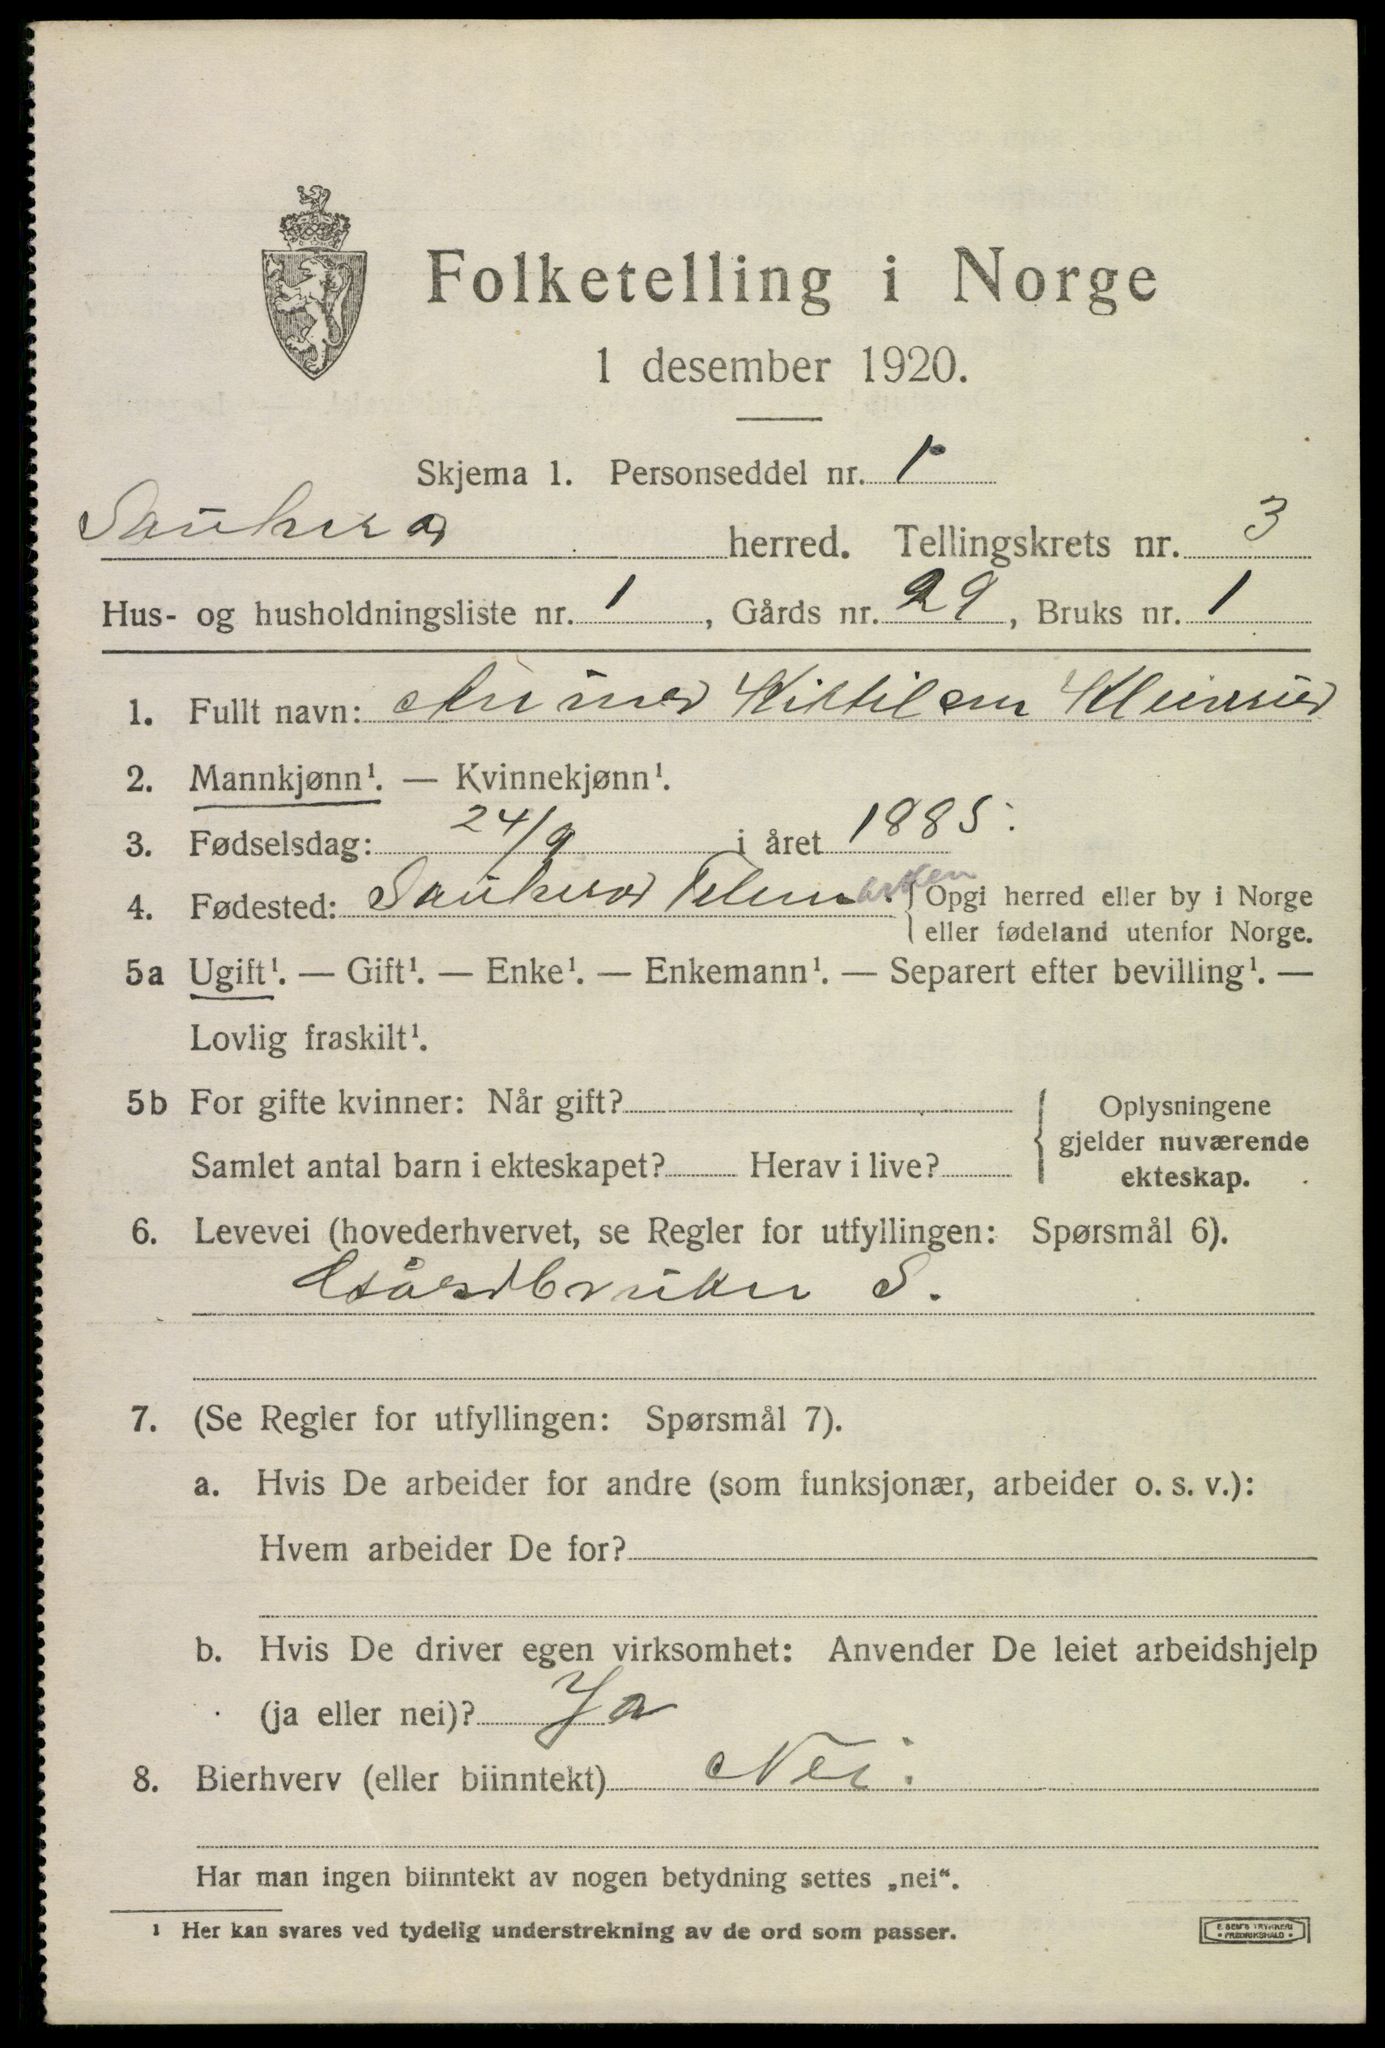 Folketelling i Norge
1 desember 1920.
Skjema 1. Personseddel nr. 1
Sauherad herred. Tellingskrets nr. 3
Hus- og husholdningsliste nr. 1, Gårds nr. 29, Bruks nr. 1
1. Fullt navn: Kittilsen
2. Mannkjønn¹. — Kvinnekjønn¹.
3. Fødselsdag: 24/9 i året 1885.
4. Fødested: Sauherad Telemarken { Opgi herred eller by i Norge
eller fødeland utenfor Norge.
5a Ugift¹. — Gift¹. — Enke¹. — Enkemann¹. — Separert efter bevilling¹. —
Lovlig fraskilt¹.
5b For gifte kvinner: Når gift?
Samlet antal barn i ekteskapet? Herav i live?
Oplysningene
gjelder nuværende
ekteskap.
6. Levevei (hovederhvervet, se Regler for utfyllingen: Spørsmål 6).
Gårdbruker S.
7. (Se Regler for utfyllingen: Spørsmål 7).
a. Hvis De arbeider for andre (som funksjonær, arbeider o. s. v.):
Hvem arbeider De for?
b. Hvis De driver egen virksomhet: Anvender De leiet arbeidshjelp
(ja eller nei)? Ja
8. Bierhverv (eller biinntekt) Nei.
Har man ingen biinntekt av nogen betydning settes „nei“.
¹ Her kan svares ved tydelig understrekning av de ord som passer.
E. SEM'S TRYKKERI
• FREDRIKSHALD •